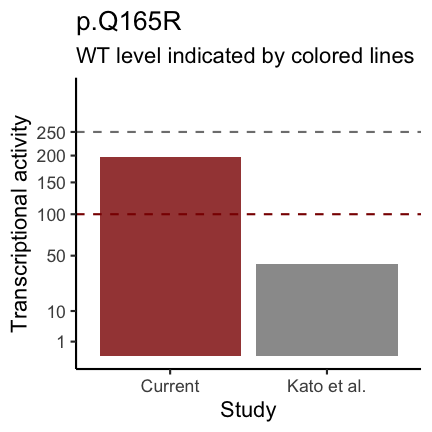 p.Q165R
WT level indicated by colored lines
Transcriptional activity
250
200
150
100
50
10
1
Current
Kato et al.
Study